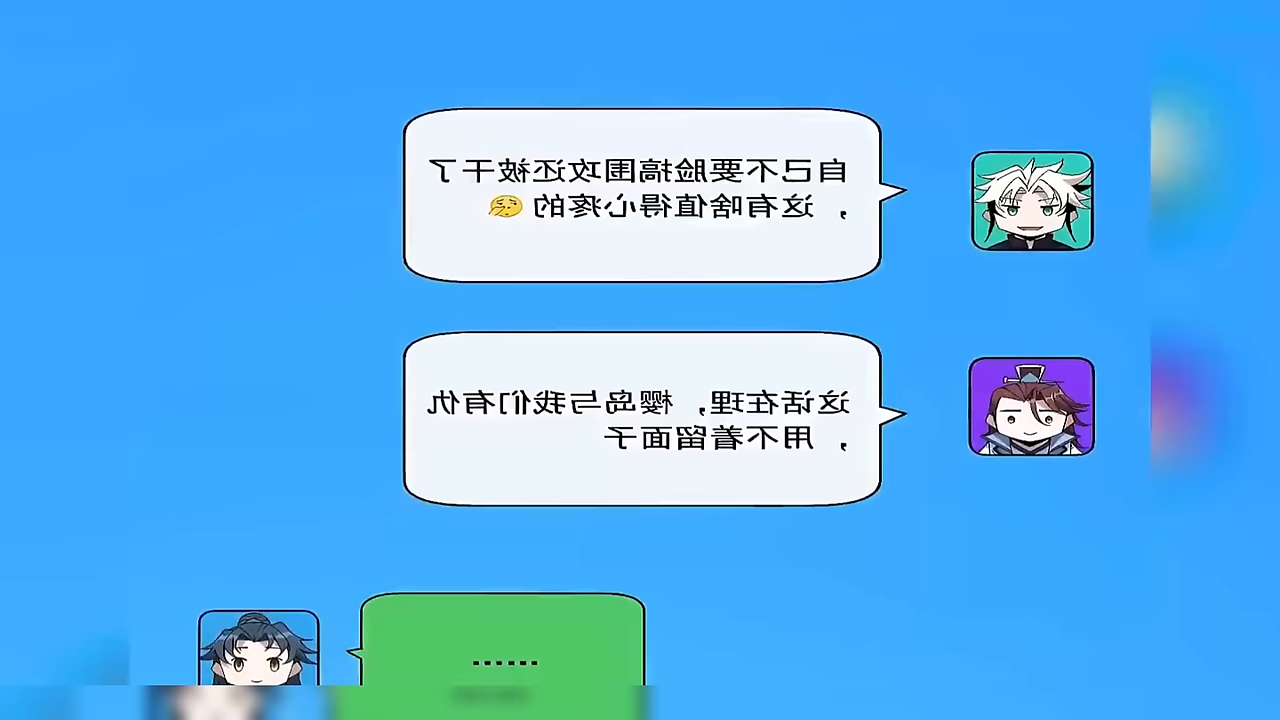 自己不要脸搞围攻还被干了
，这有啥值得心疼的🤧
这话在理，樱岛与我们有仇
，用不着留面子
......